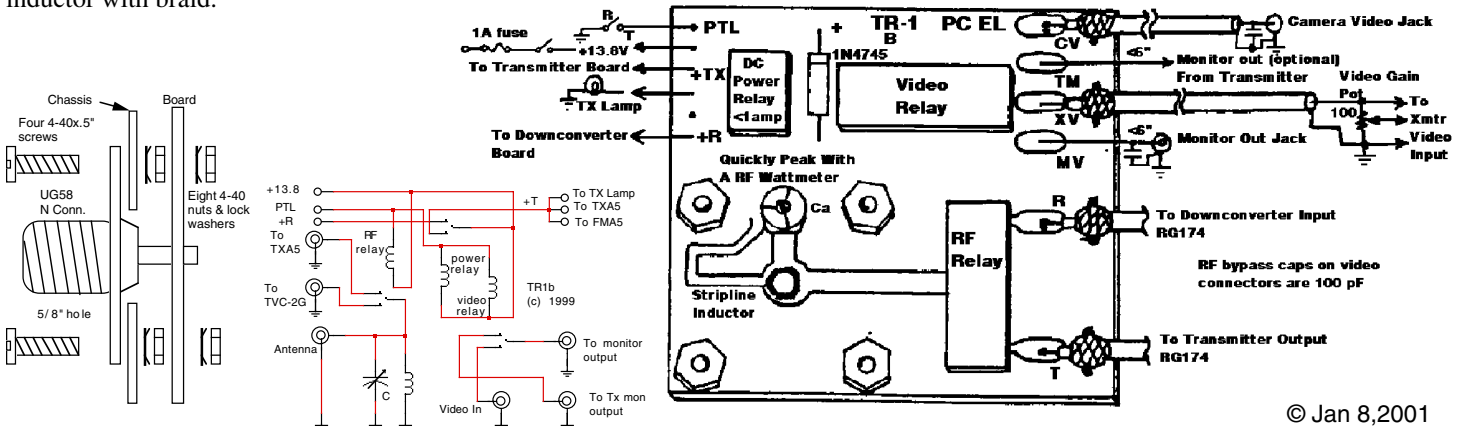 inductor with braid.
Chassis
Board
Four 4-40x.5"
screws
UG58
N Conn.
Eight 4-40
nuts & lock
washers
5/8" hole
+13.8
PTL
+R
To
TXA5
To
TVC-2G
Antenna
RF
relay
power
relay
video
relay
+T
To TX Lamp
To TXA5
To FMA5
TR1b
(c) 1999
C
Video In
To monitor
output
To Tx mon
output
R
T
1A fuse
+13.8V
To Transmitter Board
TX Lamp
To Downconverter
Board
PTL
+TX
-
+R
DC
Power
Relay
<1amp
+
1N4745
TR-1
B
PC EL
Video
Relay
CV
TM
XV
MV
Camera Video Jack
<6"
Monitor out (optional)
From Transmitter
Video Gain
Pot
100
To
Xmtr
Video
Input
<6"
Monitor Out Jack
Quickly Peak With
A RF Wattmeter
Ca
Stripline
Inductor
RF
Relay
R
To Downconverter Input
RG174
RF bypass caps on video
connectors are 100 pF
T
To Transmitter Output
RG174
© Jan 8,2001